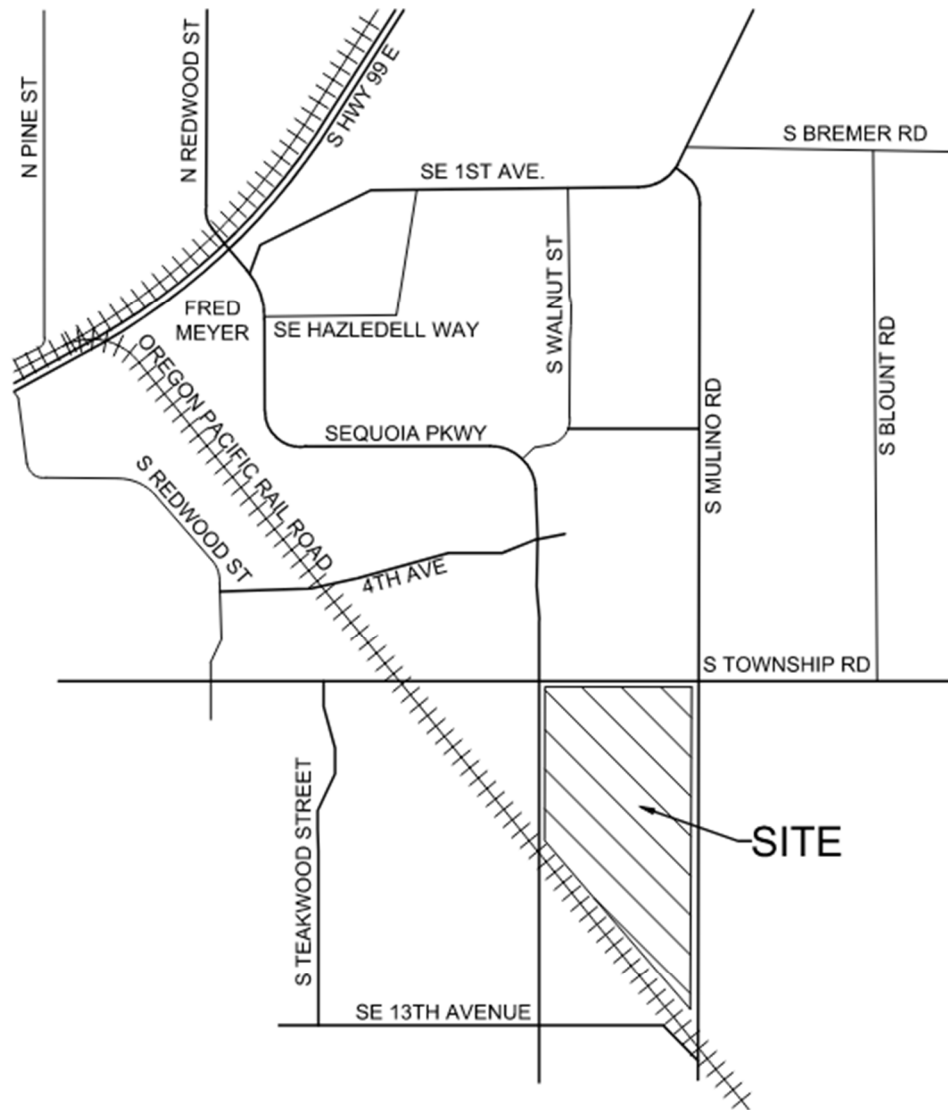 N PINE ST
N REDWOOD ST
S HWY 99 E
S BREMER RD
SE 1ST AVE.
S WALNUT ST
FRED
MEYER
SE HAZLEDELL WAY
OREGON PACIFIC RAIL ROAD
S MULINO RD
S BLOUNT RD
SEQUOIA PKWY
S REDWOOD ST
4TH AVE
S TOWNSHIP RD
S TEAKWOOD STREET
SITE
SE 13TH AVENUE